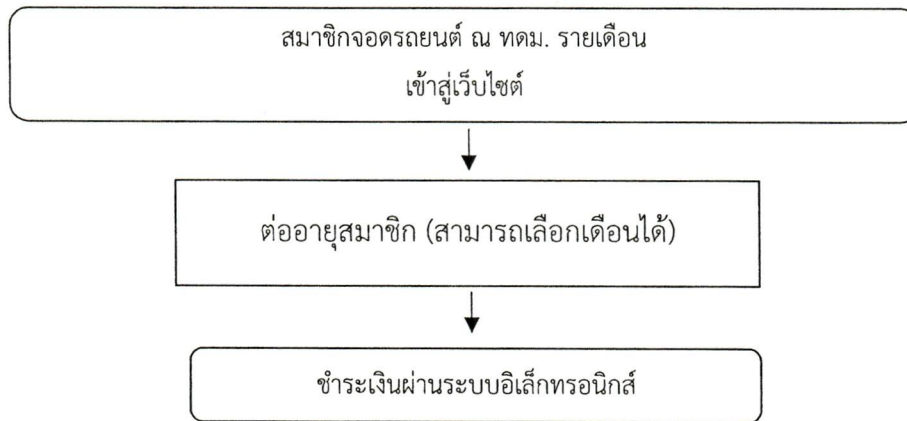 สมาชิกจอดรถยนต์ ณ ทดม. รายเดือน
เข้าสู่เว็บไซต์
ต่ออายุสมาชิก (สามารถเลือกเดือนได้)
ชำระเงินผ่านระบบอิเล็กทรอนิกส์